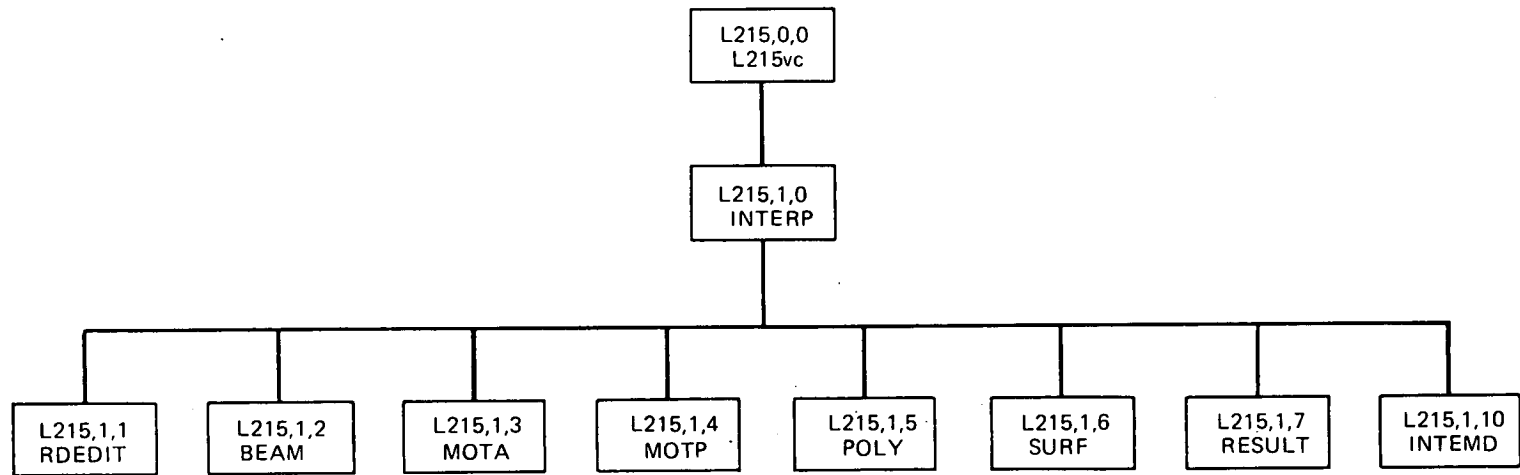 L215,0,0
L215vc
L215,1,0
INTERP
L215,1,1
RDEDIT
L215,1,2
BEAM
L215,1,3
MOTA
L215,1,4
MOTP
L215,1,5
POLY
L215,1,6
SURF
L215,1,7
RESULT
L215,1,10
INTEMD